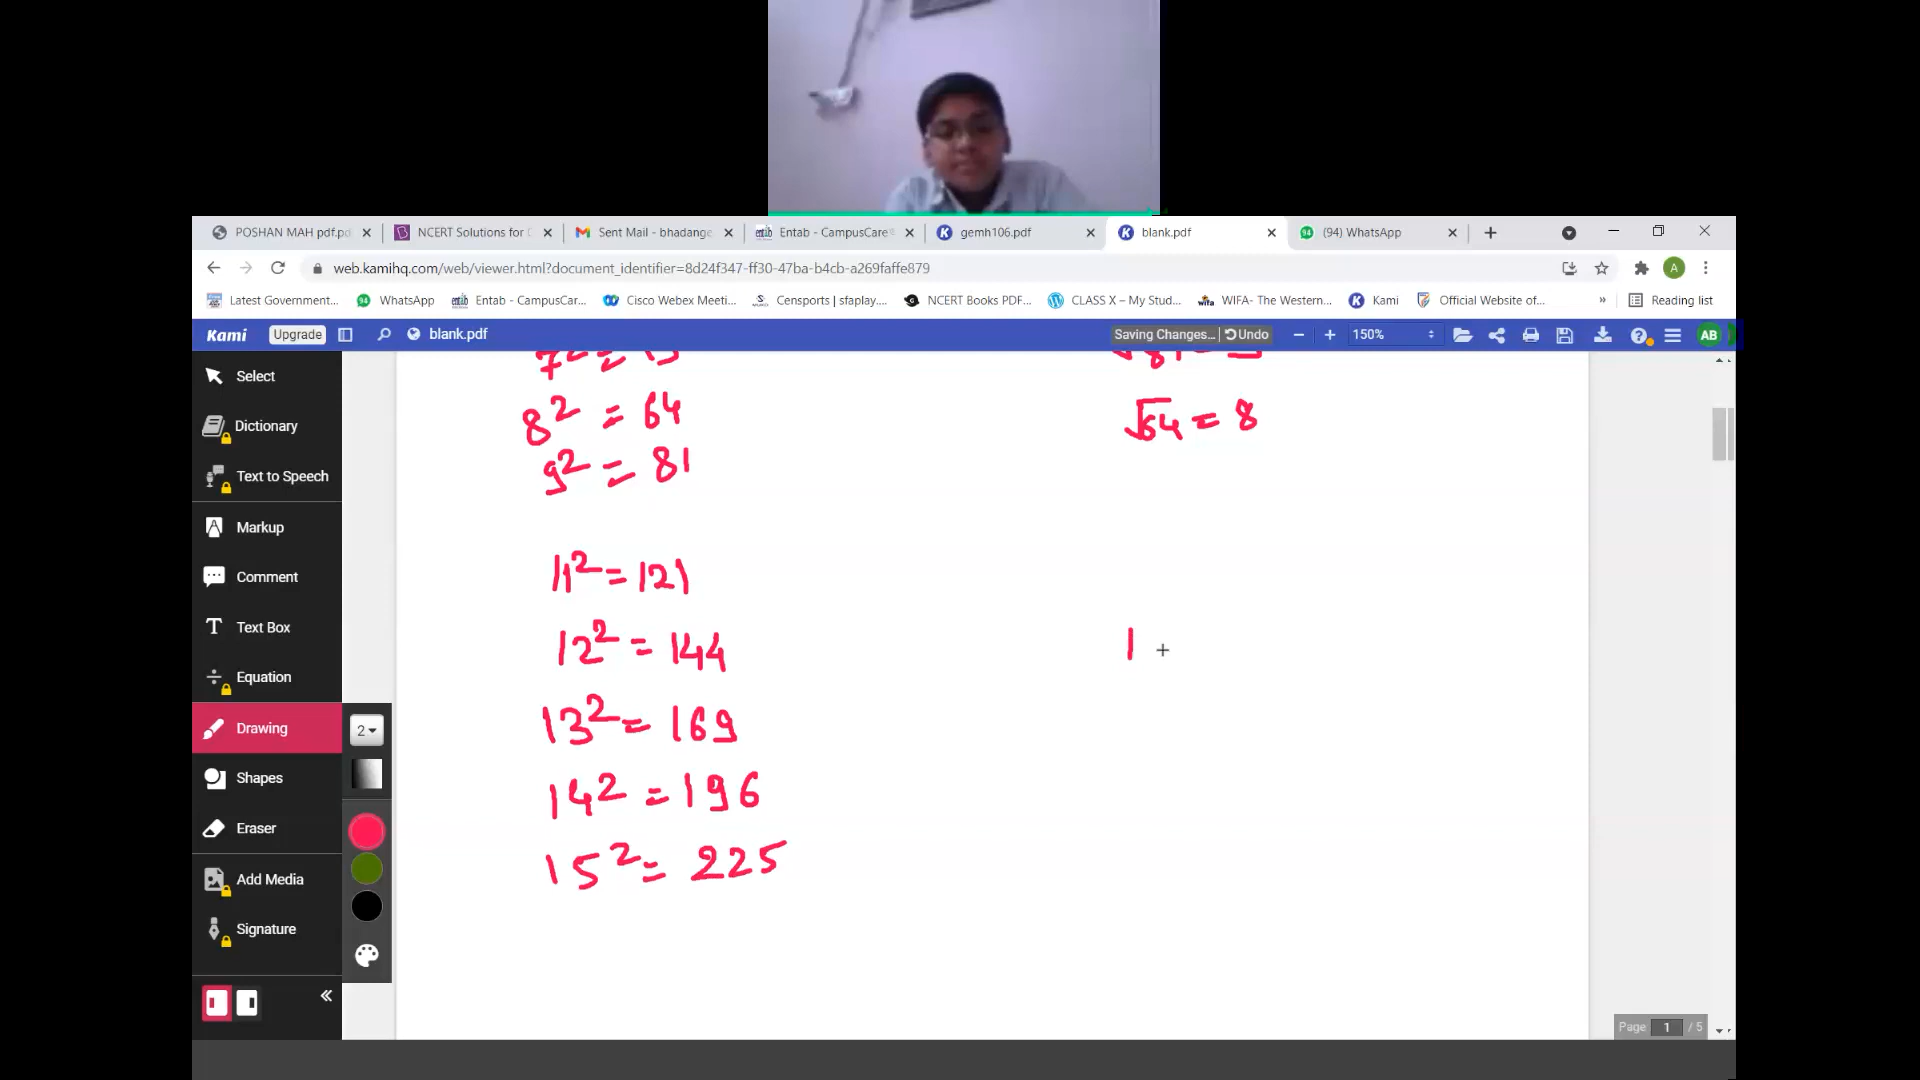 POSHAN MAH pdf.pd
NCERT Solutions for
Sent Mail - bhadange
Entab - CampusCare
gemh106.pdf
blank.pdf
(94) WhatsApp
web.kamihq.com/web/viewer.html?document_identifier=8d24f347-ff30-47ba-b4cb-a269faffe879
A
Latest Government...
WhatsApp
Entab - CampusCar...
Cisco Webex Meeti...
Censports | sfaplay....
NCERT Books PDF...
CLASS X – My Stud...
WIFA- The Western...
Kami
Official Website of...
»
Reading list
Kami
Upgrade
blank.pdf
Saving Changes...
Undo
150%
AB
Select
Dictionary
Text to Speech
Markup
Comment
Text Box
Equation
Drawing
2
Shapes
Eraser
Add Media
Signature
8² = 64
9² = 81
11² = 121
12² = 144
13² = 169
14² = 196
15² = 225
√64 = 8
1
Page 1 / 5